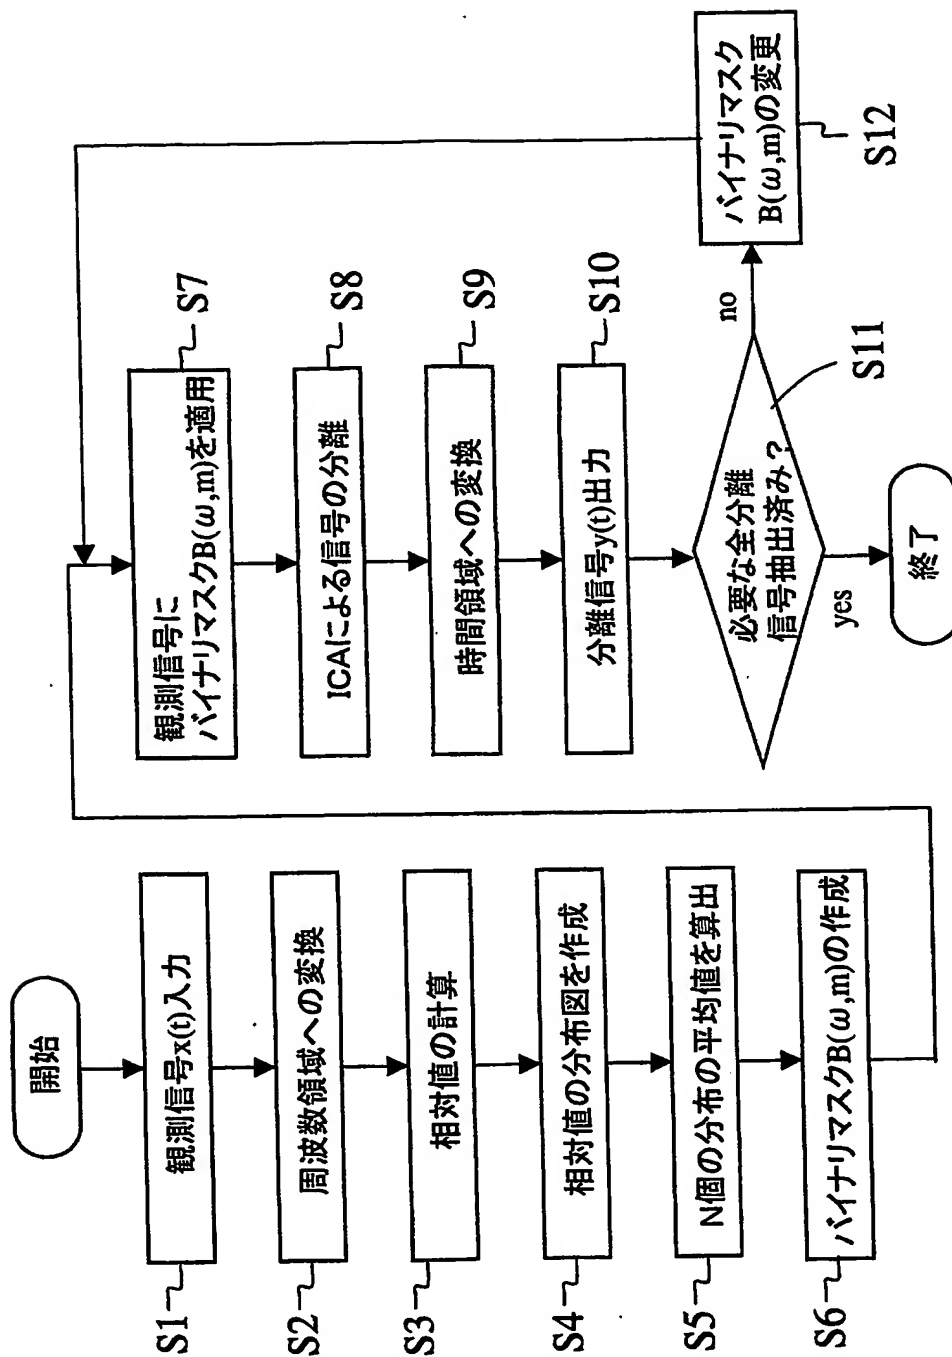 開始
S1
観測信号x(t)入力
S2
周波数領域への変換
S3
相対値の計算
S4
相対値の分布図を作成
S5
N個の分布の平均値を算出
S6
バイナリマスクB(ω,m)の作成
観測信号に
バイナリマスクB(ω,m)を適用
S7
ICAによる信号の分離
S8
時間領域への変換
S9
分離信号y(t)出力
S10
必要な全分離
信号抽出済み?
S11
no
yes
バイナリマスク
B(ω,m)の変更
S12
終了